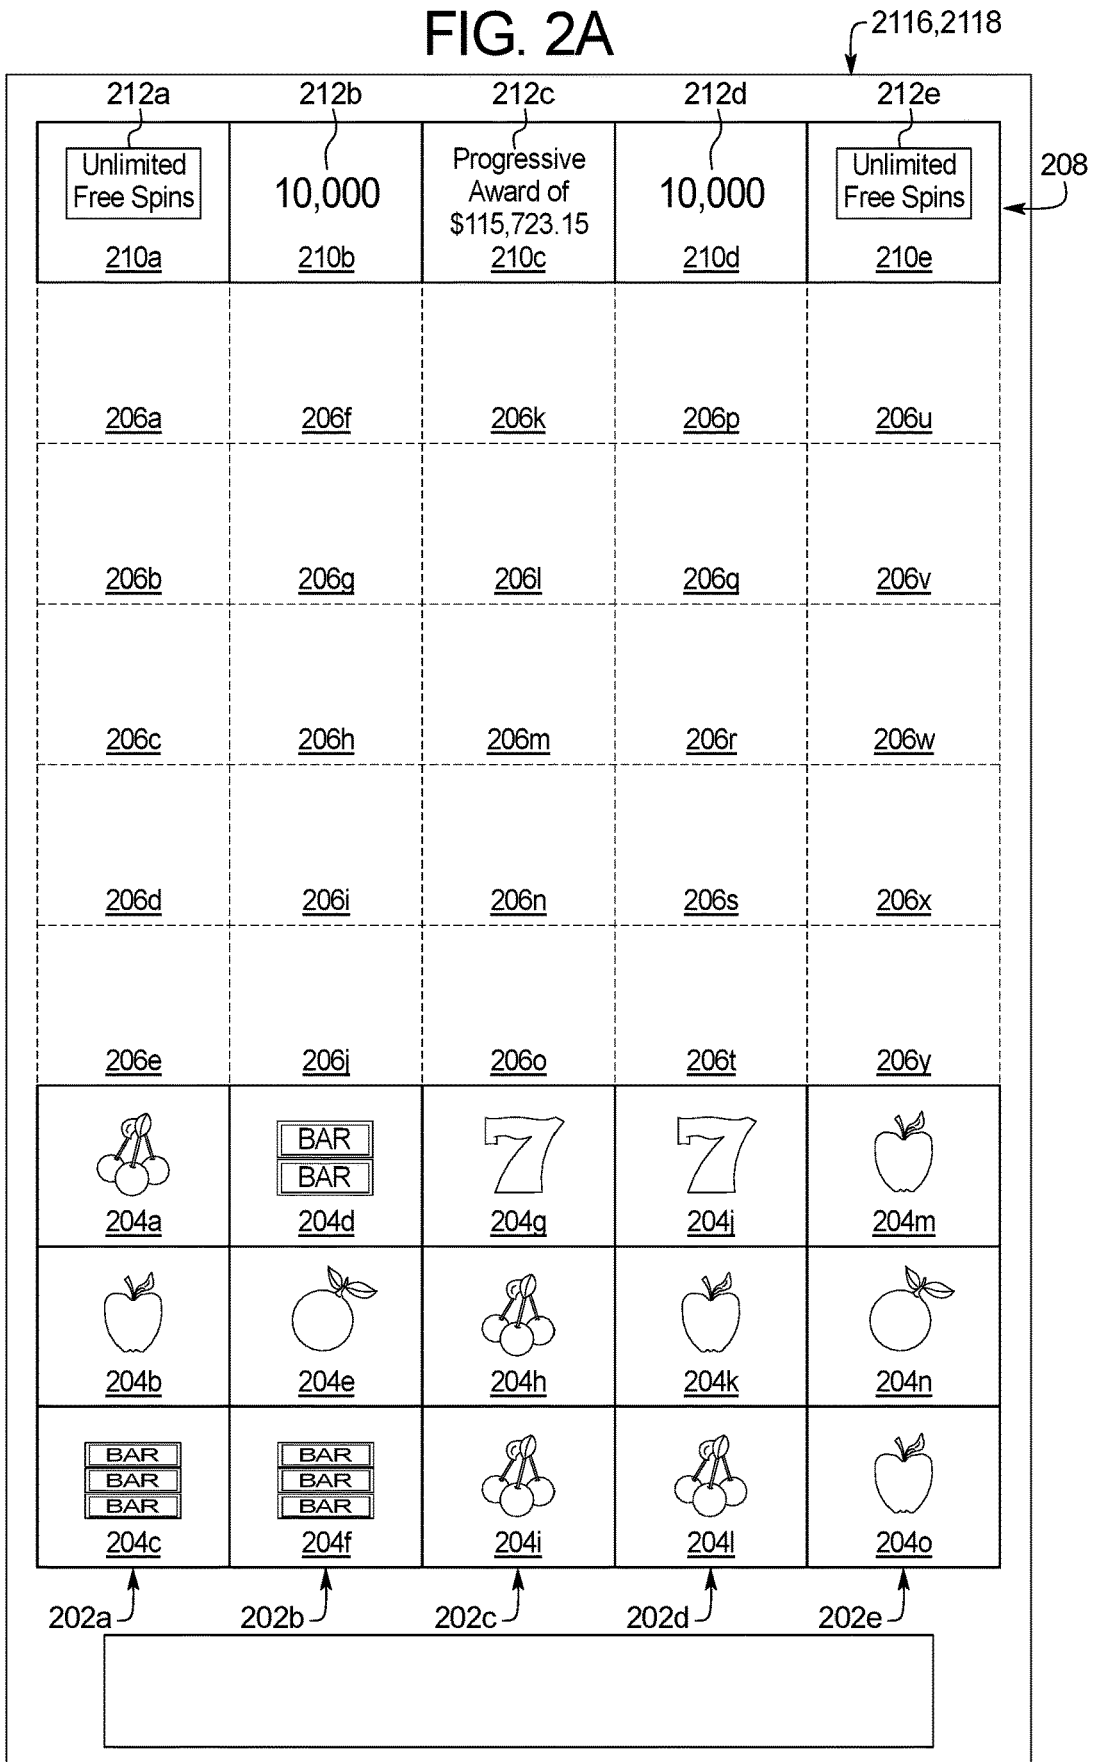 FIG. 2A
2116,2118
212a 212b 212c 212d 212e
Unlimited
Free Spins
210a
10,000
210b
Progressive
Award of
$115,723.15
210c
10,000
210d
Unlimited
Free Spins
210e
208
206a 206f 206k 206p 206u
206b 206g 206l 206q 206v
206c 206h 206m 206r 206w
206d 206i 206n 206s 206x
206e 206j 206o 206t 206y
BAR
BAR
7 7
204a 204d 204g 204j 204m
204b 204e 204h 204k 204n
BAR BAR
BAR BAR
BAR BAR
204c 204f 204i 204l 204o
202a 202b 202c 202d 202e